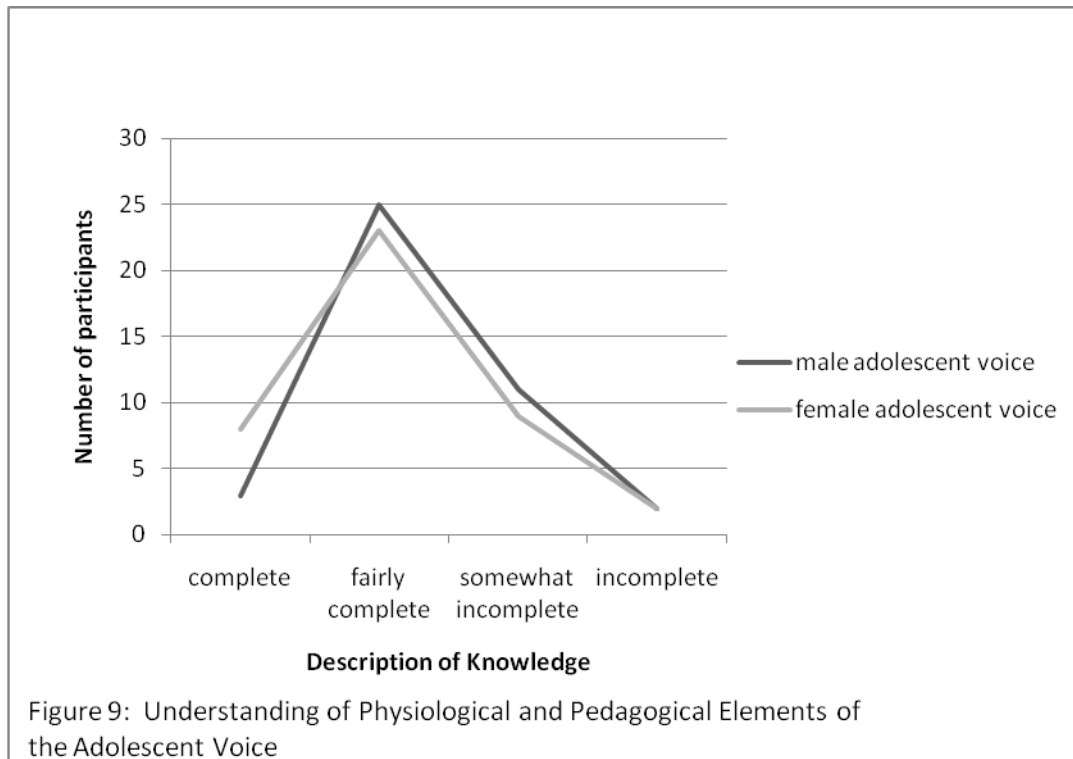 30
25
20
15
10
5
0
Number of participants
complete
fairly
complete
somewhat
incomplete
incomplete
Description of Knowledge
male adolescent voice
female adolescent voice
Figure 9:  Understanding of Physiological and Pedagogical Elements of
the Adolescent Voice